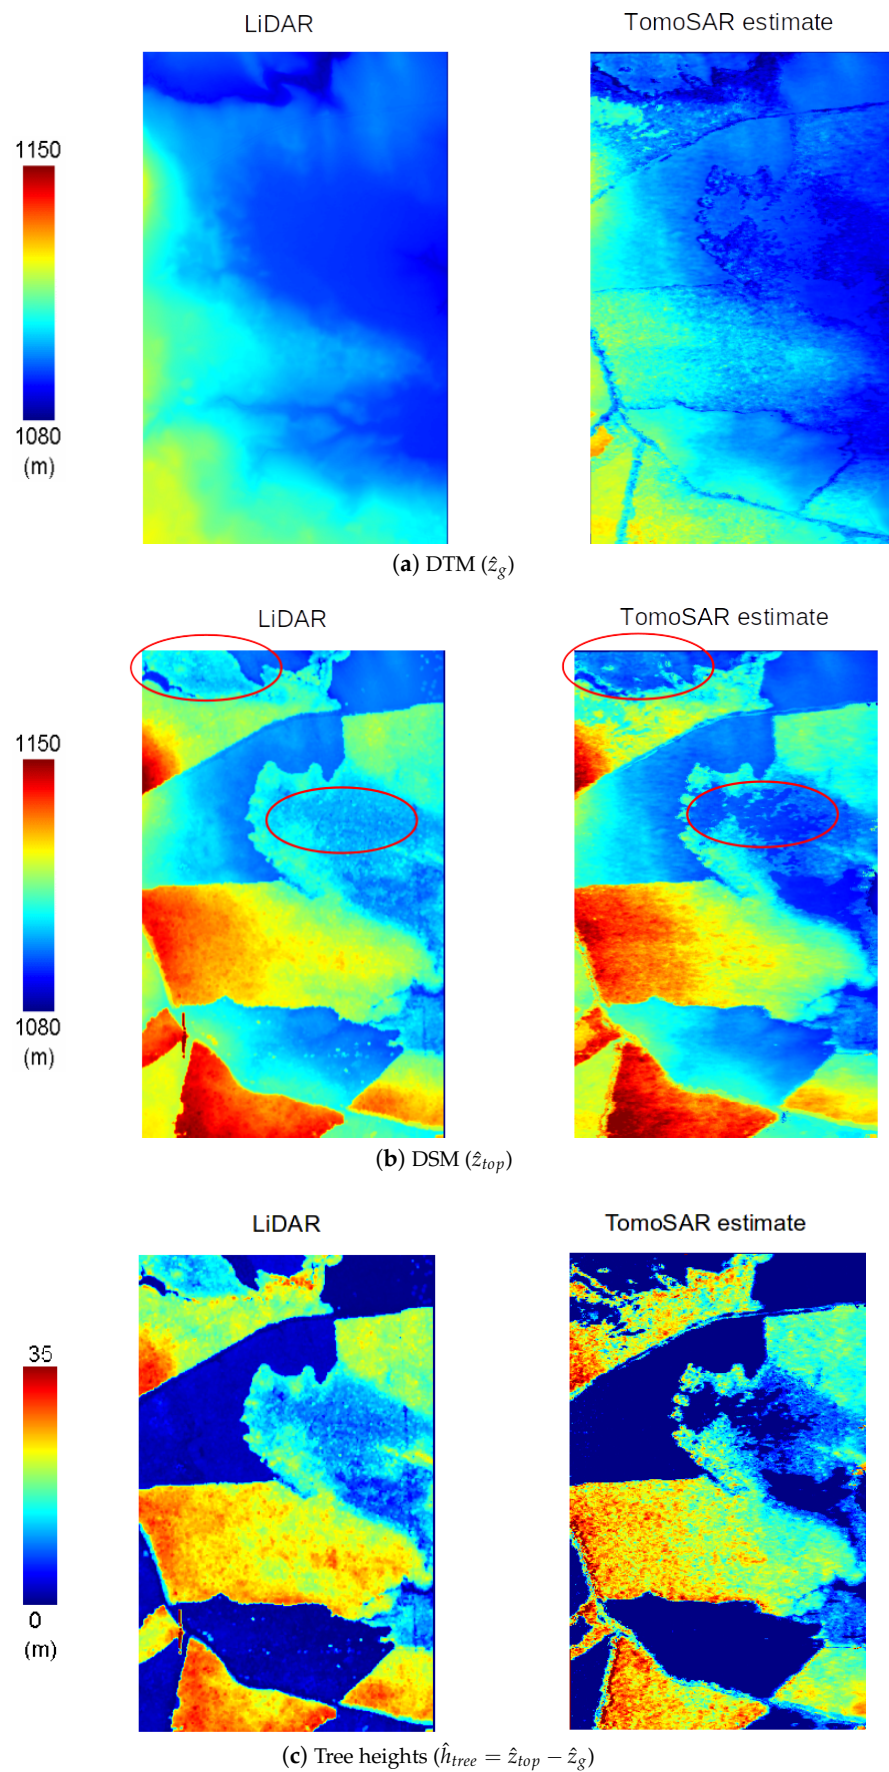 LiDAR
TomoSAR estimate
1150
1080
(m)
(a) DTM (ẑg)
LiDAR
TomoSAR estimate
1150
1080
(m)
(b) DSM (ẑtop)
LiDAR
TomoSAR estimate
35
0
(m)
(c) Tree heights (ĥtree = ẑtop − ẑg)